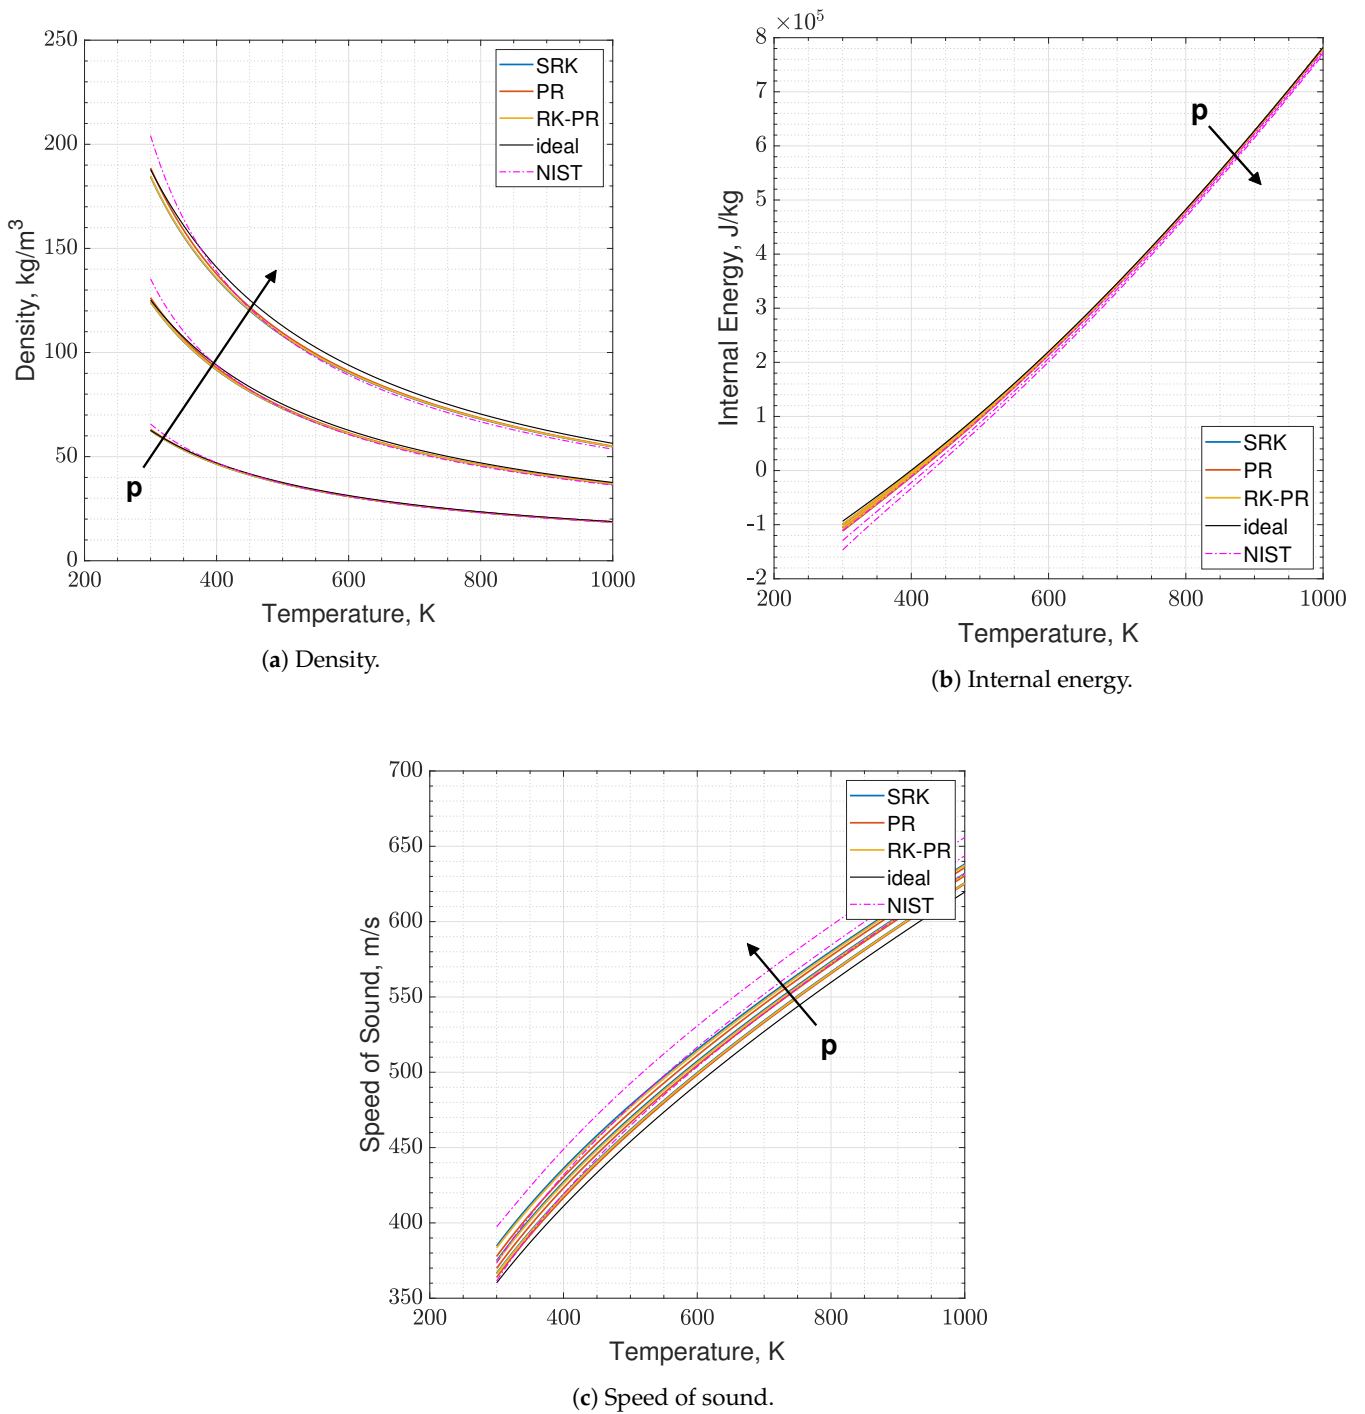 250
200
150
100
50
0
200
400
600
800
1000
Density, kg/m³
Temperature, K
SRK
PR
RK-PR
ideal
NIST
p
(a) Density.
×10⁵
8
7
6
5
4
3
2
1
0
-1
-2
200
400
600
800
1000
Internal Energy, J/kg
Temperature, K
p
SRK
PR
RK-PR
ideal
NIST
(b) Internal energy.
700
650
600
550
500
450
400
350
200
400
600
800
1000
Speed of Sound, m/s
Temperature, K
SRK
PR
RK-PR
ideal
NIST
p
(c) Speed of sound.